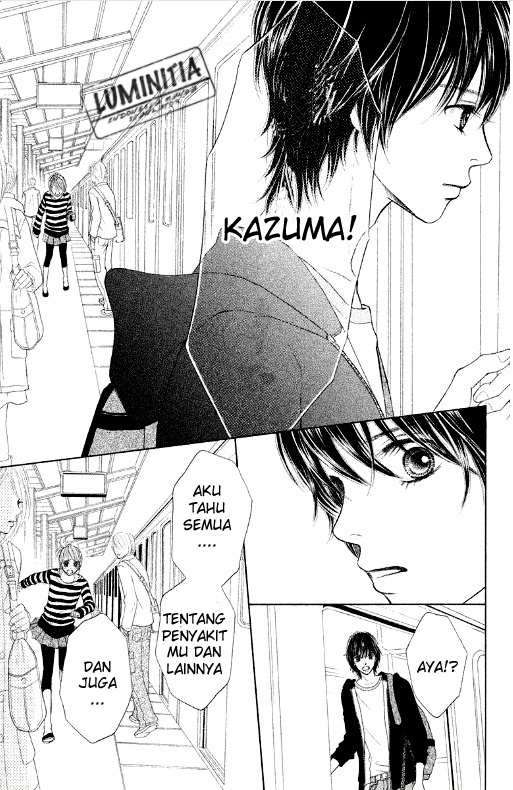 LUMINITIA
KAZUMA!
AKU
TAHU
SEMUA
....
TENTANG
PENYAKIT
MU DAN
LAINNYA
DAN
JUGA
...
AYA!?